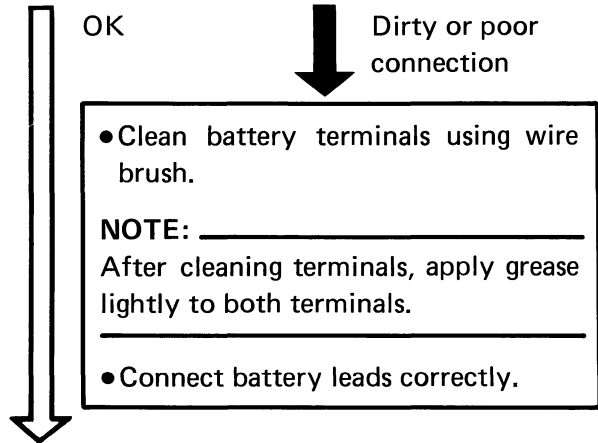 OK
Dirty or poor
connection
●Clean battery terminals using wire
brush.
NOTE:
After cleaning terminals, apply grease
lightly to both terminals.
●Connect battery leads correctly.